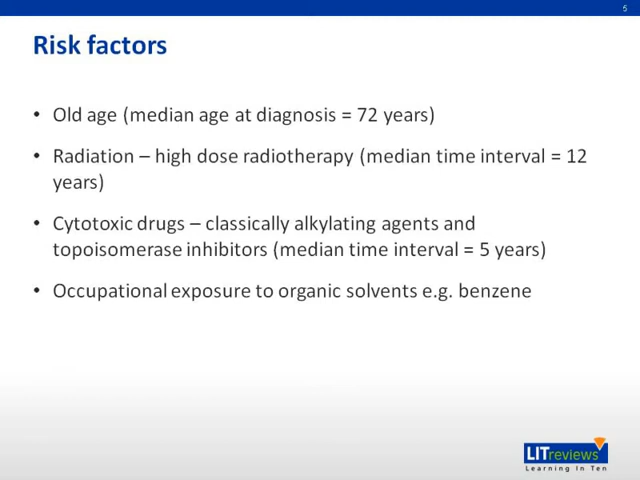 5
Risk factors
• Old age (median age at diagnosis = 72 years)
• Radiation – high dose radiotherapy (median time interval = 12
years)
• Cytotoxic drugs – classically alkylating agents and
topoisomerase inhibitors (median time interval = 5 years)
• Occupational exposure to organic solvents e.g. benzene
LITreviews
Learning In Ten